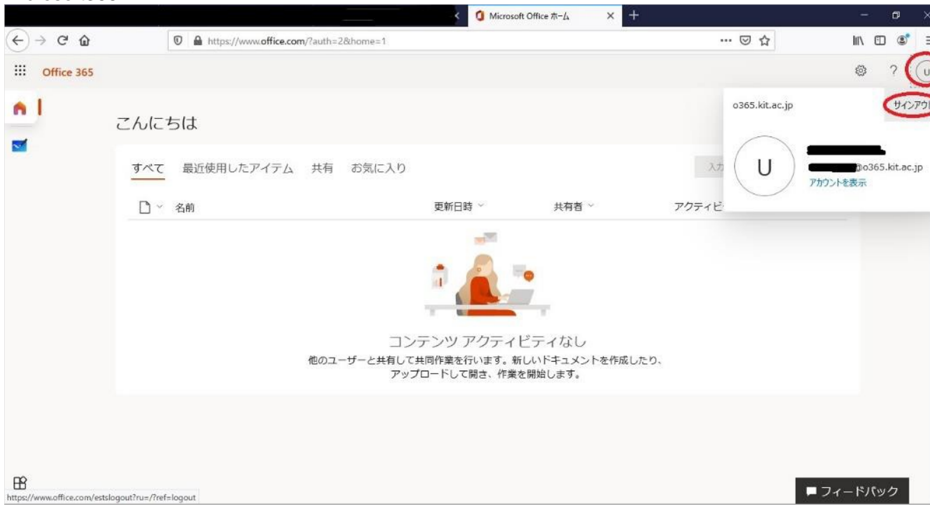 Microsoft Office ホーム
https://www.office.com/?auth=2&home=1
Office 365
?
U
o365.kit.ac.jp
サインアウト
こんにちは
U
@o365.kit.ac.jp
アカウントを表示
すべて 最近使用したアイテム 共有 お気に入り
名前 更新日時 共有者 アクティビ
コンテンツ アクティビティなし
他のユーザーと共有して共同作業を行います。新しいドキュメントを作成したり、
アップロードして開き、作業を開始します。
https://www.office.com/estslogout?ru=/?ref=logout
フィードバック